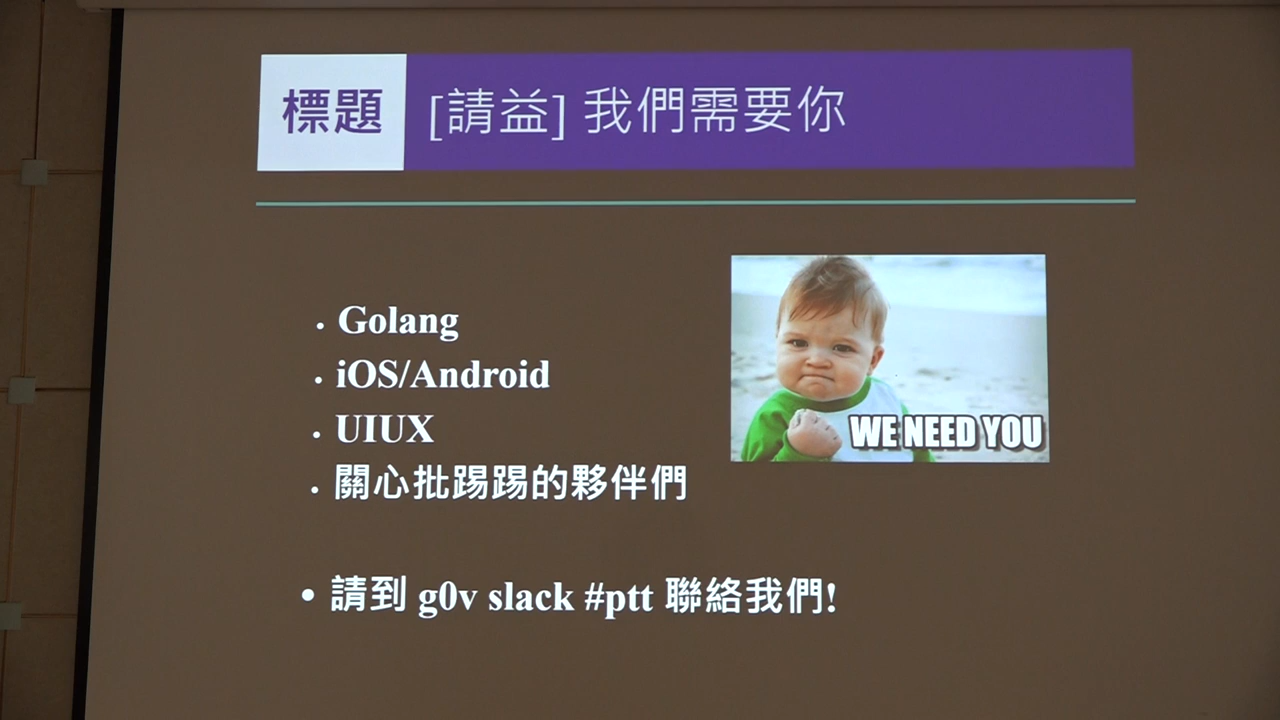 標題 [請益] 我們需要你
• Golang
• iOS/Android
• UIUX
• 關心批踢踢的夥伴們
WE NEED YOU
• 請到 g0v slack #ptt 聯絡我們!